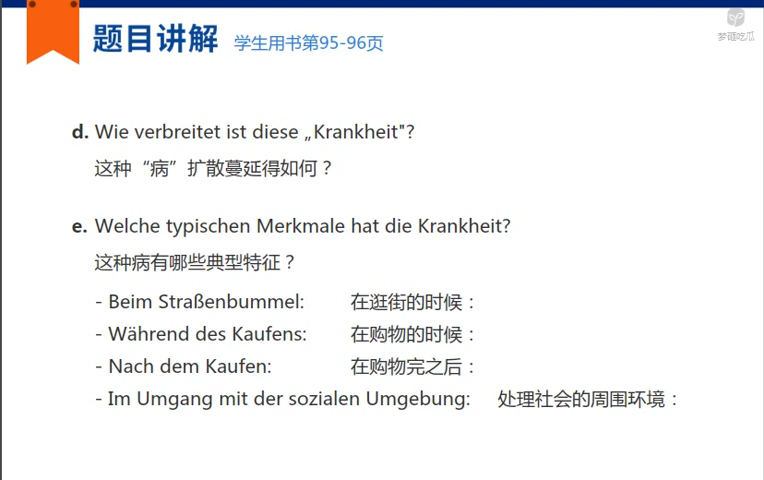 题目讲解 学生用书第95-96页
梦砸吃瓜
d. Wie verbreitet ist diese „Krankheit"?
这种“病”扩散蔓延得如何？
e. Welche typischen Merkmale hat die Krankheit?
这种病有哪些典型特征？
- Beim Straßenbummel: 在逛街的时候：
- Während des Kaufens: 在购物的时候：
- Nach dem Kaufen: 在购物完之后：
- Im Umgang mit der sozialen Umgebung: 处理社会的周围环境：